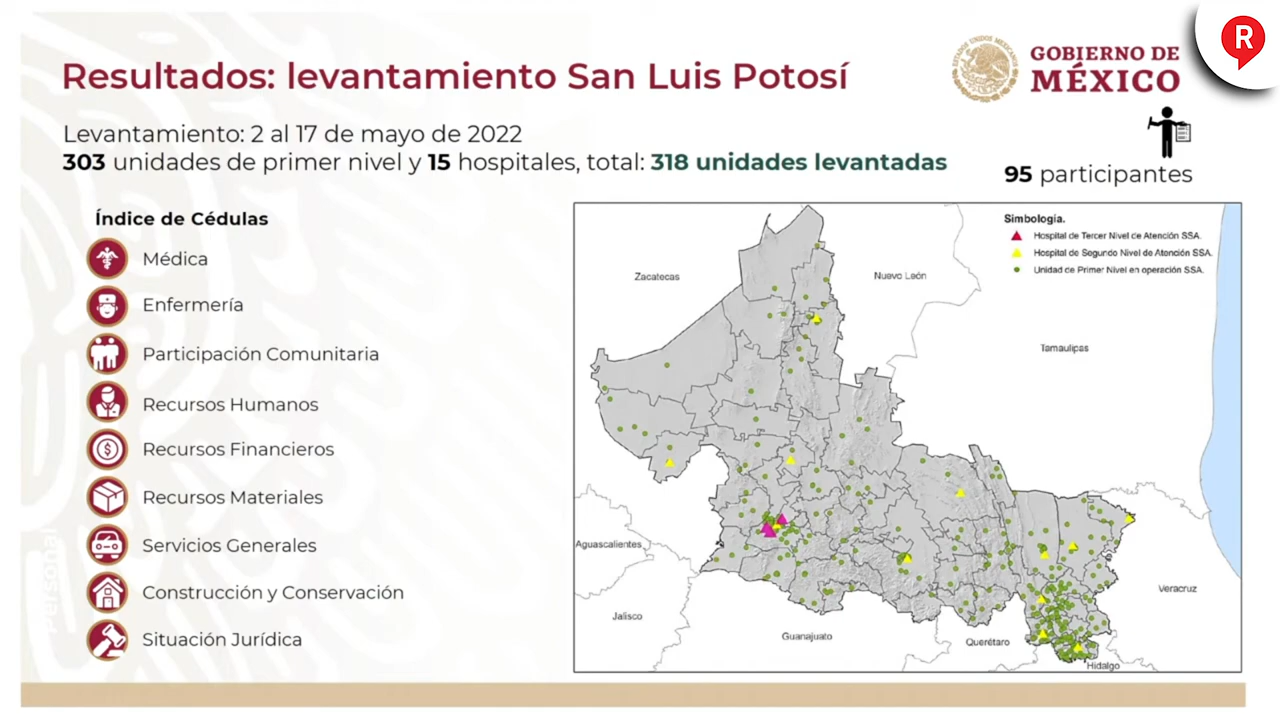 Resultados: levantamiento San Luis Potosí
GOBIERNO DE
MÉXICO
R
Levantamiento: 2 al 17 de mayo de 2022
303 unidades de primer nivel y 15 hospitales, total: 318 unidades levantadas
95 participantes
Índice de Cédulas
Médica
Enfermería
Participación Comunitaria
Recursos Humanos
Recursos Financieros
Recursos Materiales
Servicios Generales
Construcción y Conservación
Situación Jurídica
Personal
Simbología.
Hospital de Tercer Nivel de Atención SSA.
Hospital de Segundo Nivel de Atención SSA.
Unidad de Primer Nivel en operación SSA.
Zacatecas
Nuevo León
Tamaulipas
Aguascalientes
Jalisco
Guanajuato
Querétaro
Hidalgo
Veracruz
ESTADOS UNIDOS MEXICANOS